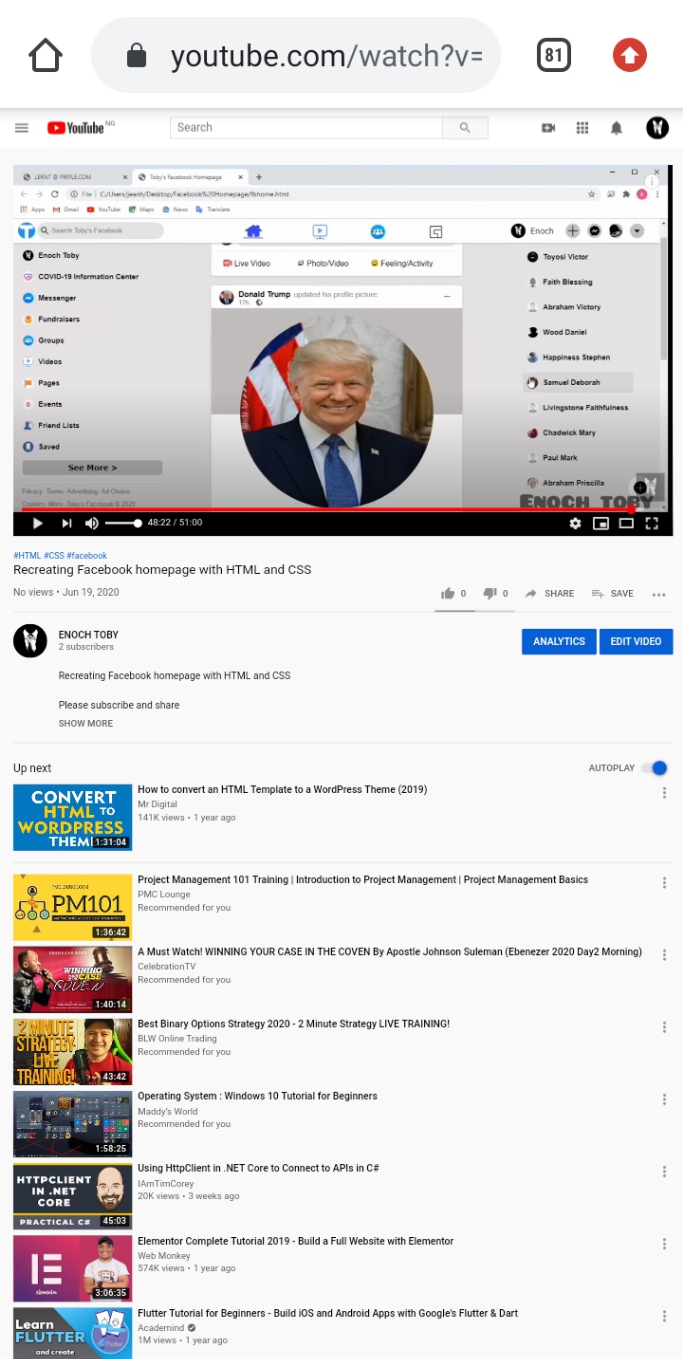 youtube.com/watch?v=
81
YouTube NG
Search
LERNT @ PIRPLE.COM
Toby's Facebook Homepage
File | C:/Users/jeanh/Desktop/Facebook%20Homepage/fbhome.html
Apps Gmail YouTube Maps News Translate
Search Toby's Facebook
Enoch
Enoch Toby
COVID-19 Information Center
Messenger
Fundraisers
Groups
Videos
Pages
Events
Friend Lists
Saved
See More >
Privacy· Terms· Advertising· Ad Choice
Cookies· More· Toby's Facebook © 2020
Live Video Photo/Video Feeling/Activity
Donald Trump updated his profile picture
17h
Toyosi Victor
Faith Blessing
Abraham Victory
Wood Daniel
Happiness Stephen
Samuel Deborah
Livingstone Faithfulness
Chadwick Mary
Paul Mark
Abraham Priscilla
ENOCH TOBY
48:22 / 51:00
#HTML #CSS #facebook
Recreating Facebook homepage with HTML and CSS
No views • Jun 19, 2020
0 0 SHARE SAVE
ENOCH TOBY
2 subscribers
ANALYTICS EDIT VIDEO
Recreating Facebook homepage with HTML and CSS
Please subscribe and share
SHOW MORE
Up next
AUTOPLAY
CONVERT
HTML TO
WORDPRESS
THEM
1:31:04
How to convert an HTML Template to a WordPress Theme (2019)
Mr Digital
141K views • 1 year ago
PM101
1:36:42
Project Management 101 Training | Introduction to Project Management | Project Management Basics
PMC Lounge
Recommended for you
WINNING
CASE
COVEN
1:40:14
A Must Watch! WINNING YOUR CASE IN THE COVEN By Apostle Johnson Suleman (Ebenezer 2020 Day2 Morning)
CelebrationTV
Recommended for you
2 MINUTE
STRATEGY
LIVE
TRAINING!
43:42
Best Binary Options Strategy 2020 - 2 Minute Strategy LIVE TRAINING!
BLW Online Trading
Recommended for you
1:58:25
Operating System : Windows 10 Tutorial for Beginners
Maddy's World
Recommended for you
HTTPCLIENT
IN .NET
CORE
PRACTICAL C#
45:03
Using HttpClient in .NET Core to Connect to APIs in C#
IAmTimCorey
20K views • 3 weeks ago
3:06:35
Elementor Complete Tutorial 2019 - Build a Full Website with Elementor
Web Monkey
574K views • 1 year ago
Learn
FLUTTER
and create
Flutter Tutorial for Beginners - Build iOS and Android Apps with Google's Flutter & Dart
Academind
1M views • 1 year ago